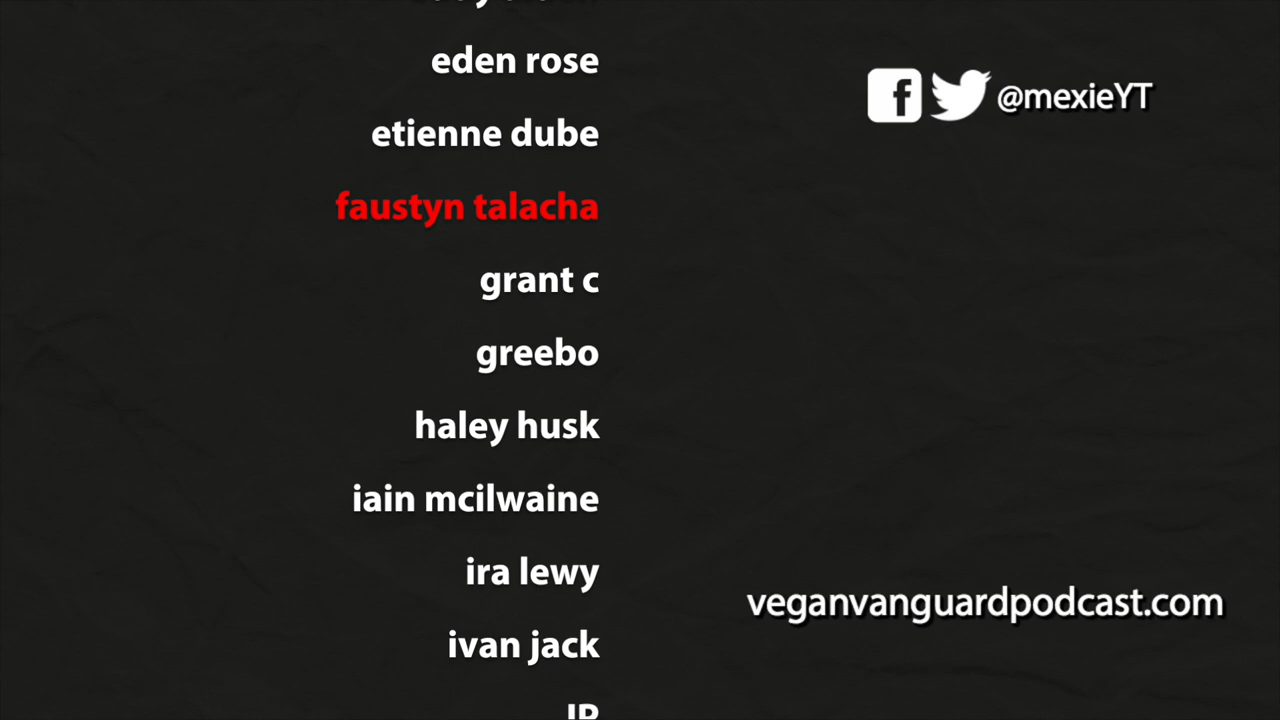 eden rose
etienne dube
faustyn talacha
grant c
greebo
haley husk
iain mcilwaine
ira lewy
ivan jack
@mexieYT
veganvanguardpodcast.com